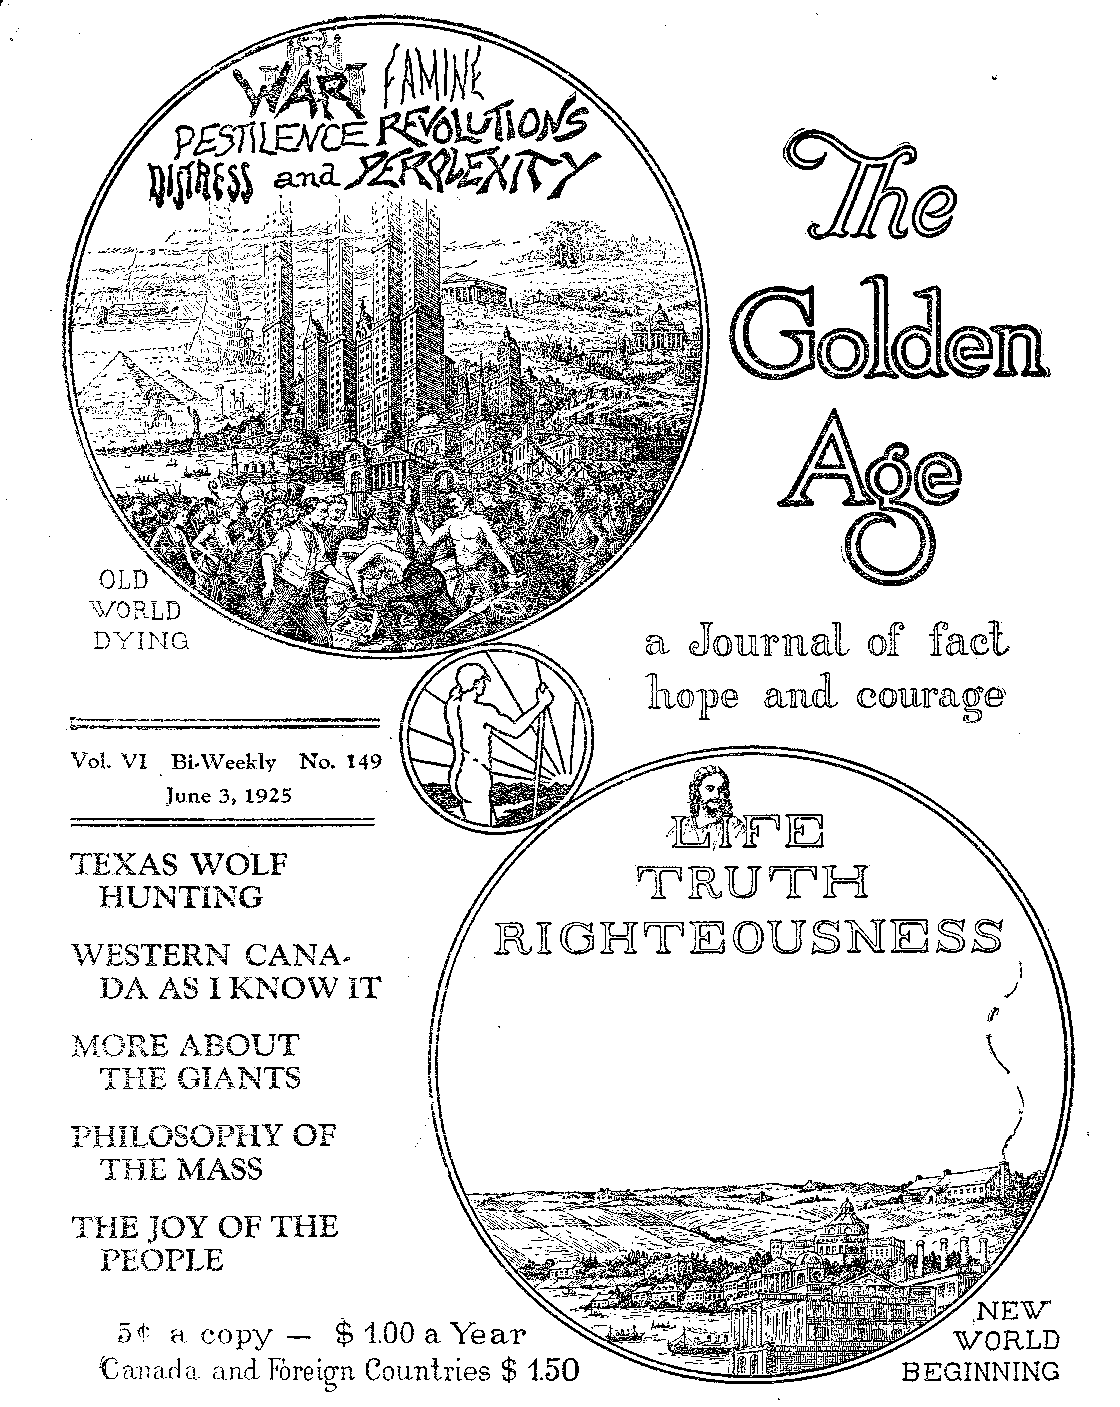 WAR FAMINE
PESTILENCE REVOLUTIONS
DISTRESS and PERPLEXITY
The
Golden
Age
OLD
WORLD
DYING
a Journal of fact
hope and courage
Vol. VI Bi-Weekly No. 149
June 3, 1925
TEXAS WOLF
HUNTING
WESTERN CANA-
DA AS I KNOW IT
MORE ABOUT
THE GIANTS
PHILOSOPHY OF
THE MASS
THE JOY OF THE
PEOPLE
5¢ a copy — $ 1.00 a Year
Canada and Foreign Countries $ 1.50
LIFE
TRUTH
RIGHTEOUSNESS
NEW
WORLD
BEGINNING